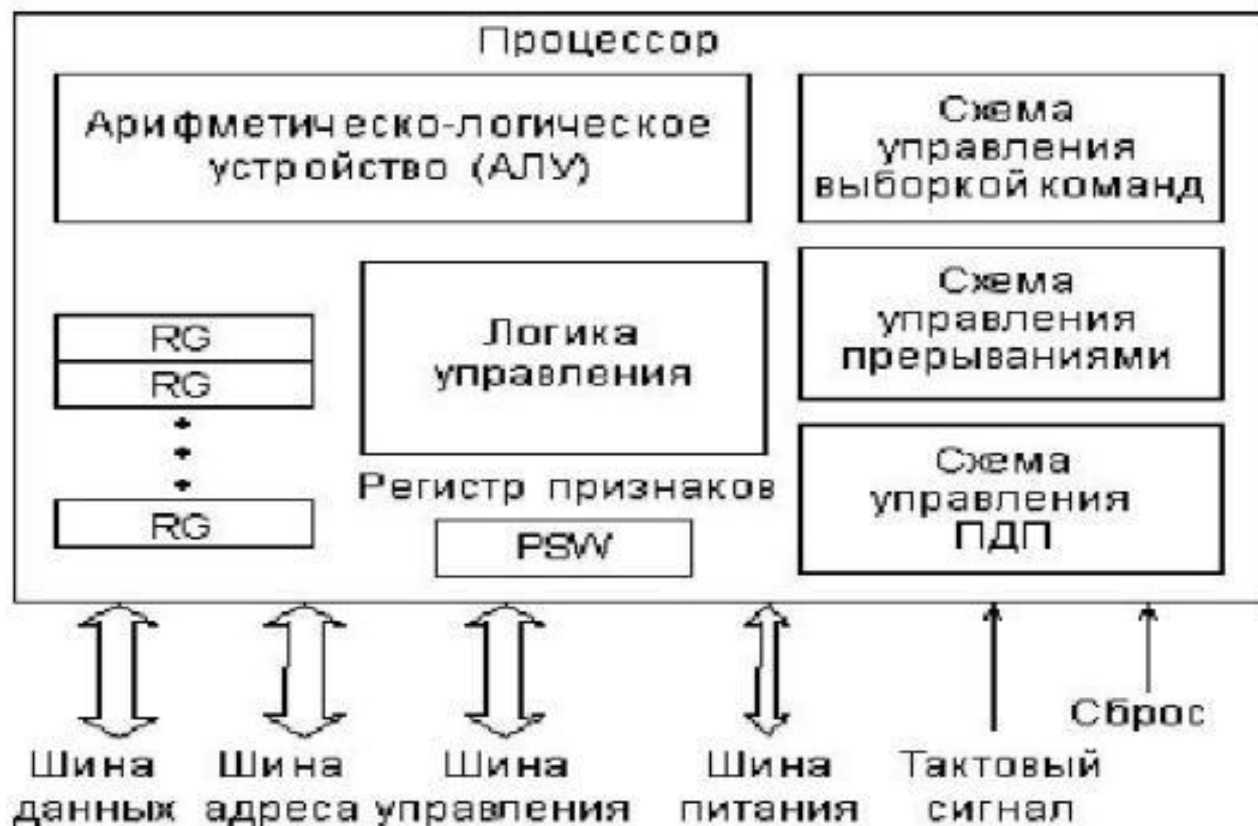 Процессор
Арифметическо-логическое
устройство (АЛУ)
Схема
управления
выборкой команд
Логика
управления
Схема
управления
прерываниями
RG
RG
RG
Регистр признаков
PSW
Схема
управления
ПДП
Сброс
Шина
данных
Шина
адреса
Шина
управления
Шина
питания
Тактовый
сигнал